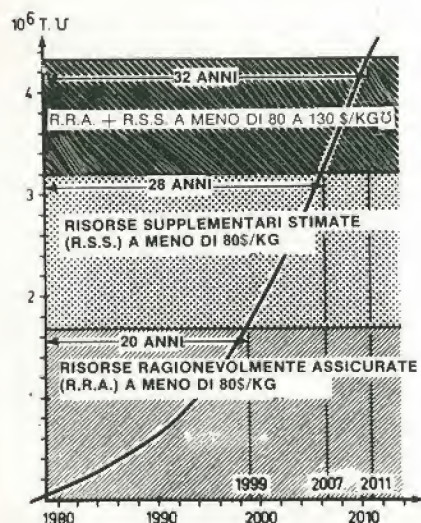 10⁶ T.U
4
32 ANNI
R.R.A. + R.S.S. A MENO DI 80 A 130 $/KGU
3
28 ANNI
RISORSE SUPPLEMENTARI STIMATE
(R.S.S.) A MENO DI 80$/KG
2
20 ANNI
RISORSE RAGIONEVOLMENTE ASSICURATE
(R.R.A.) A MENO DI 80$/KG
1
1999 2007 2011
1980 1990 2000 2010